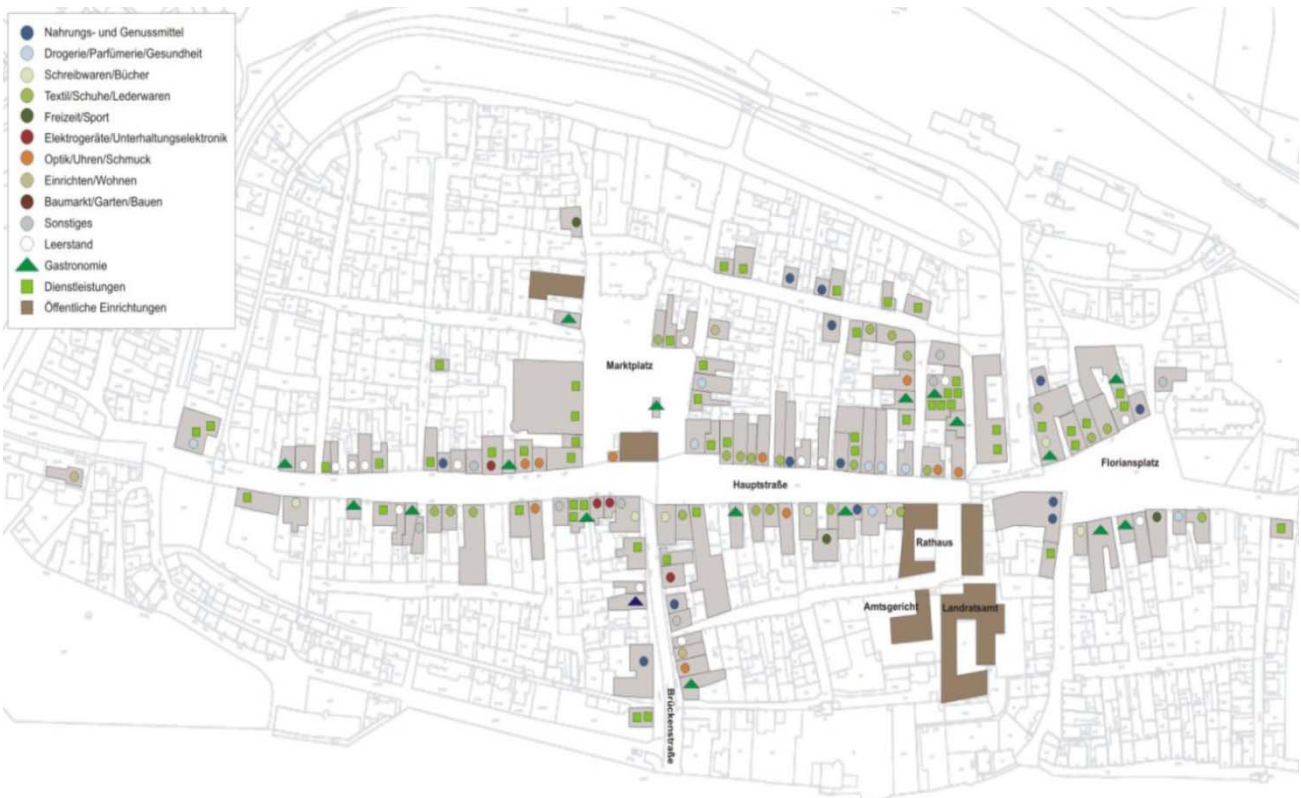 Nahrungs- und Genussmittel
Drogerie/Parfümerie/Gesundheit
Schreibwaren/Bücher
Textil/Schuhe/Lederwaren
Freizeit/Sport
Elektrogeräte/Unterhaltungselektronik
Optik/Uhren/Schmuck
Einrichten/Wohnen
Baumarkt/Garten/Bauen
Sonstiges
Leerstand
Gastronomie
Dienstleistungen
Öffentliche Einrichtungen
Marktplatz
Floriansplatz
Hauptstraße
Rathaus
Amtsgericht
Landratsamt
Brückenstraße